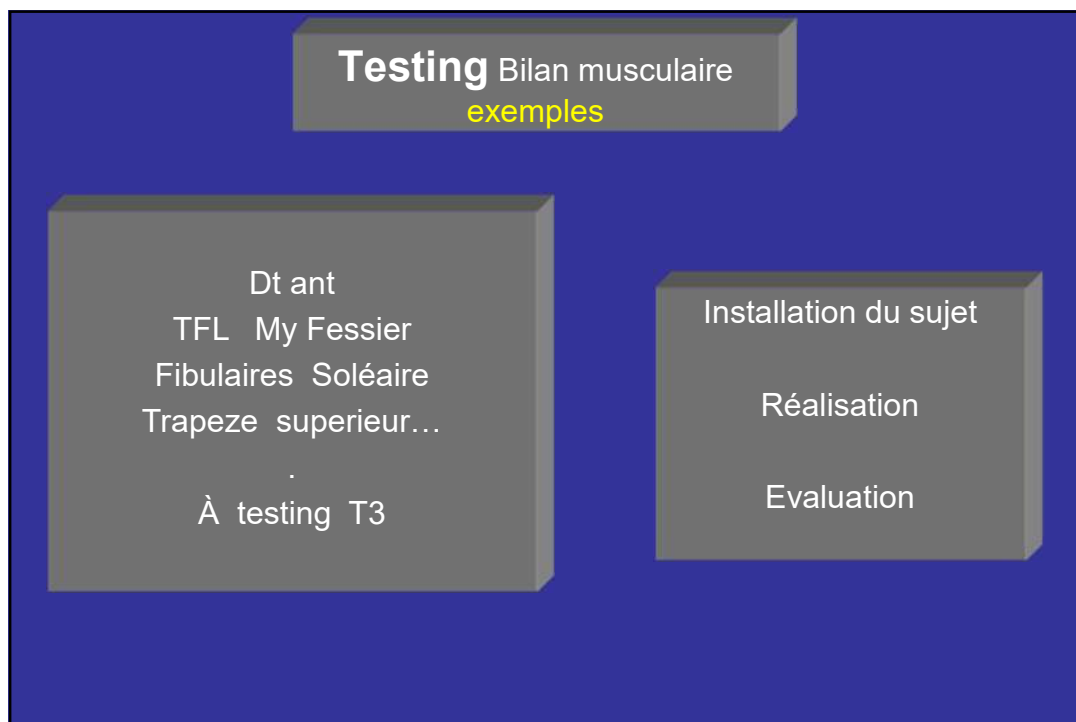 Testing Bilan musculaire
exemples
Dt ant
TFL My Fessier
Fibulaires Soléaire
Trapeze superieur…
.
À testing T3
Installation du sujet
Réalisation
Evaluation